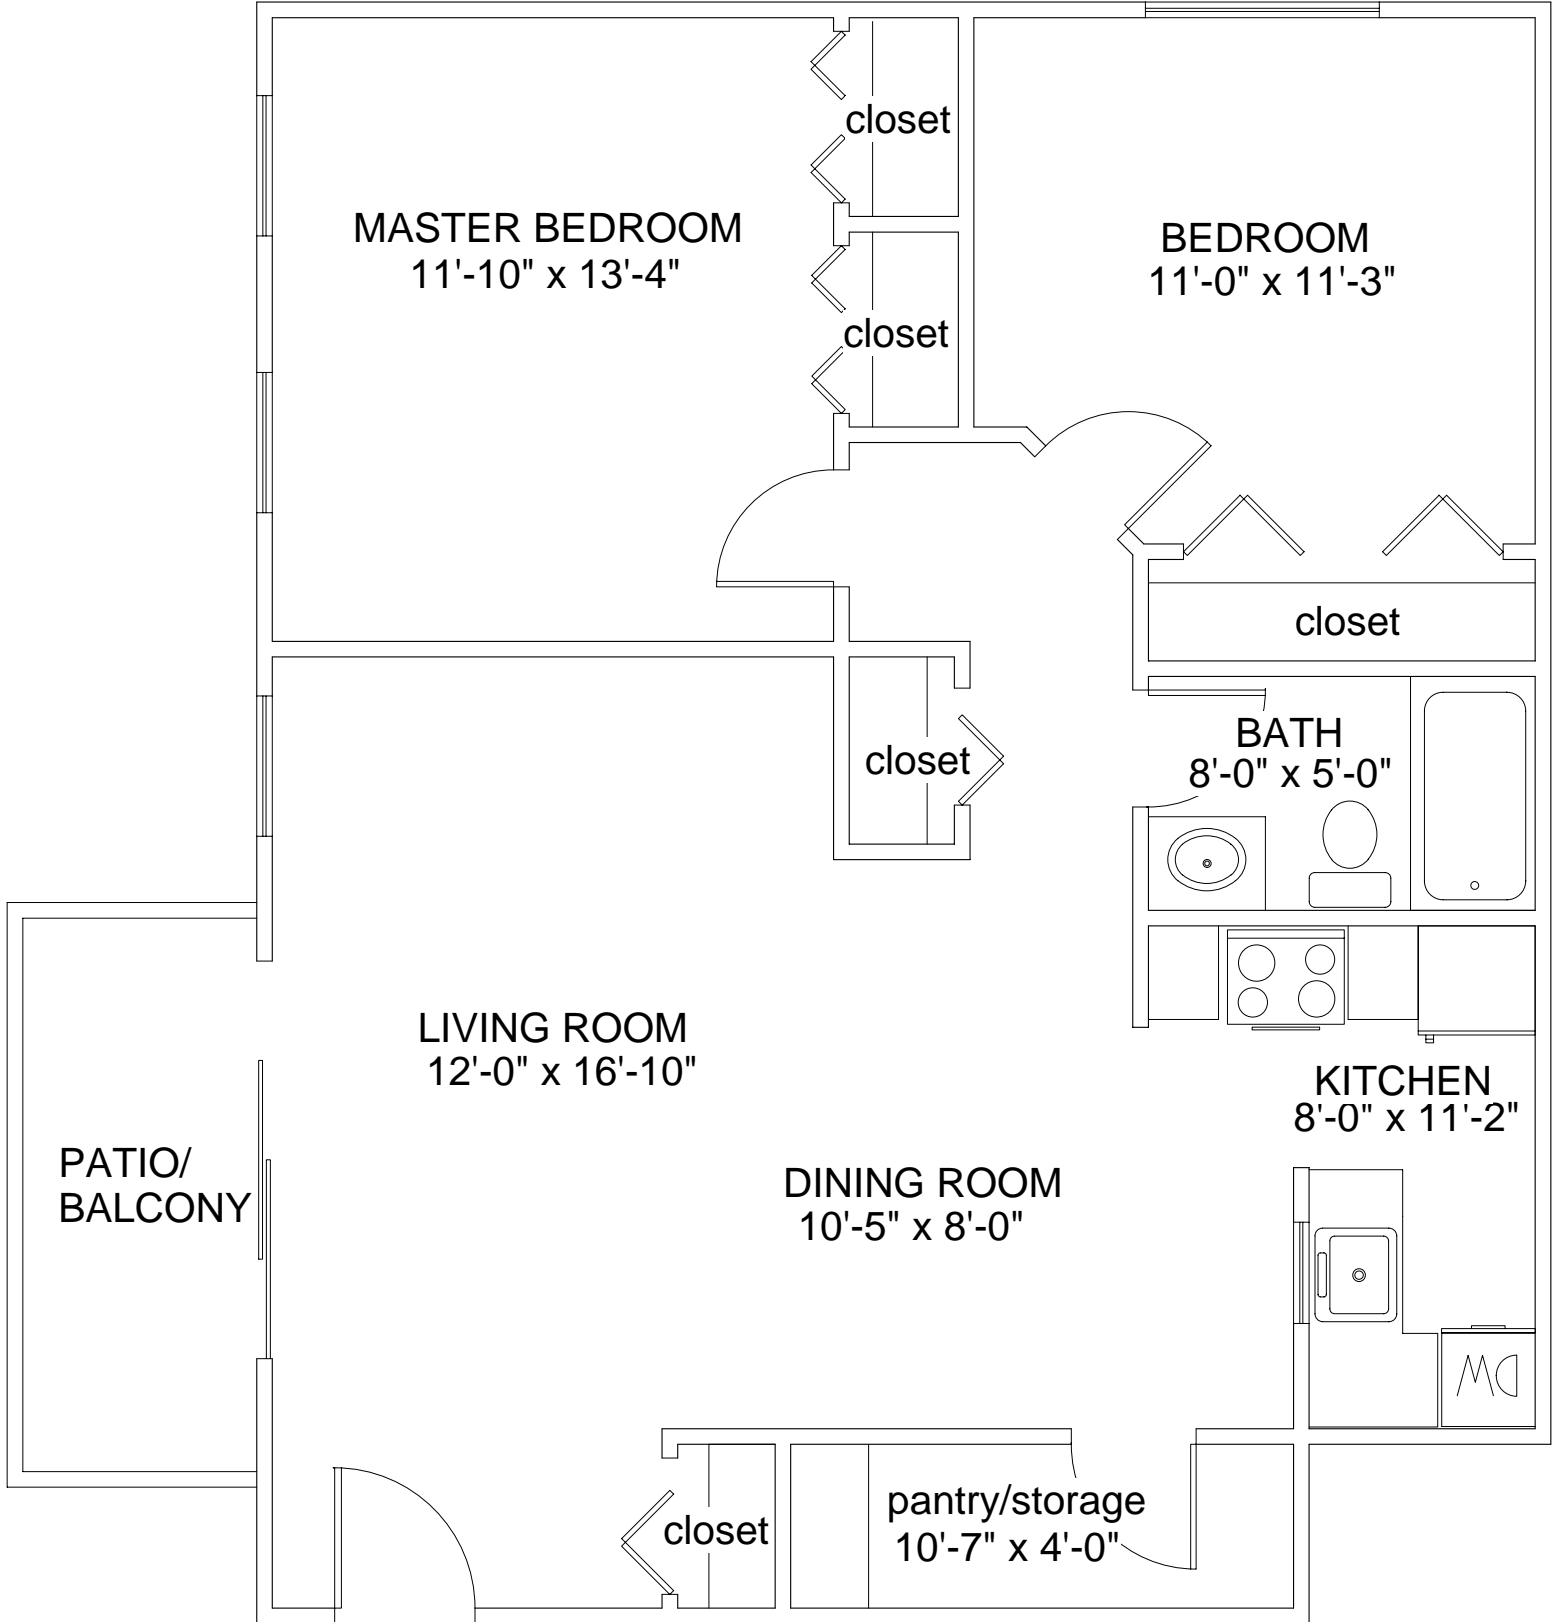 closet
MASTER BEDROOM
11'-10" x 13'-4"
BEDROOM
11'-0" x 11'-3"
closet
closet
closet
BATH
8'-0" x 5'-0"
LIVING ROOM
12'-0" x 16'-10"
KITCHEN
8'-0" x 11'-2"
PATIO/
BALCONY
DINING ROOM
10'-5" x 8'-0"
DW
pantry/storage
10'-7" x 4'-0"
closet